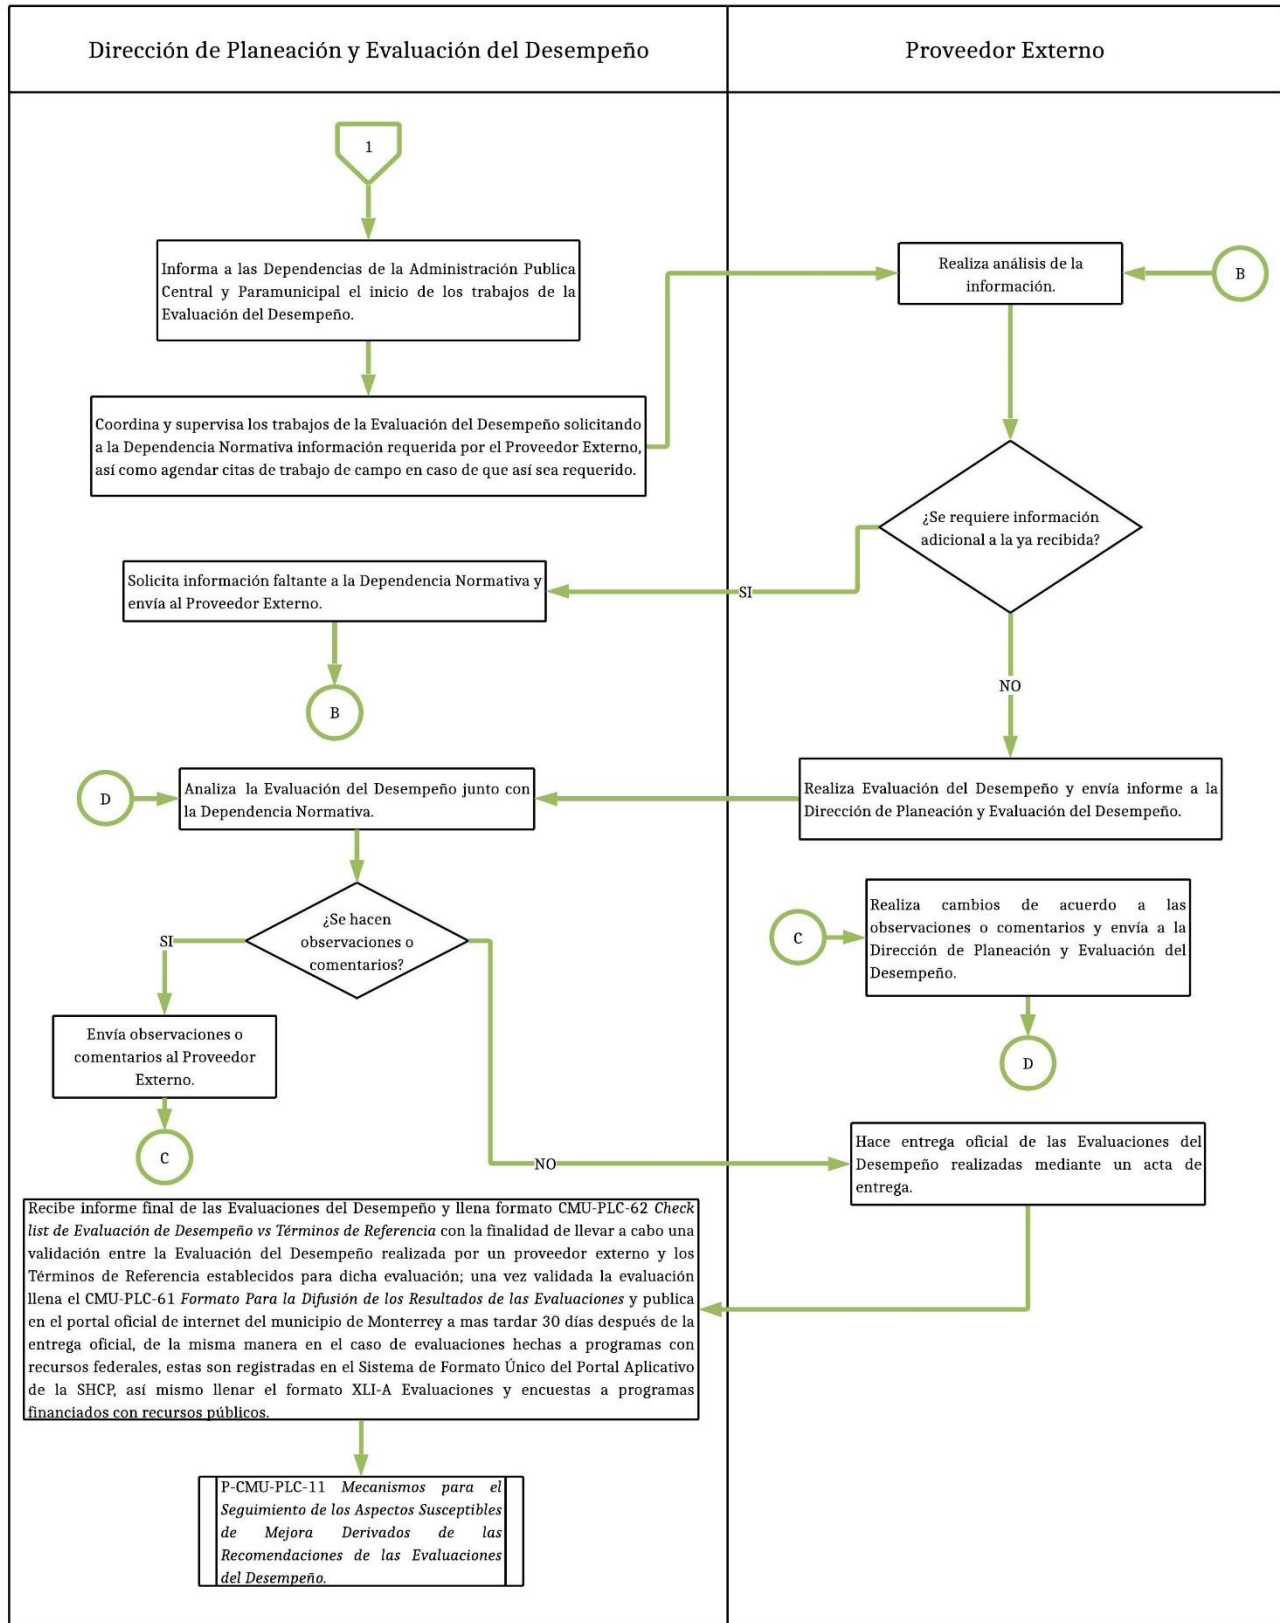 Dirección de Planeación y Evaluación del Desempeño
Proveedor Externo
1
Informa a las Dependencias de la Administración Publica
Central y Paramunicipal el inicio de los trabajos de la
Evaluación del Desempeño.
Realiza análisis de la
información.
B
Coordina y supervisa los trabajos de la Evaluación del Desempeño solicitando
a la Dependencia Normativa información requerida por el Proveedor Externo,
así como agendar citas de trabajo de campo en caso de que así sea requerido.
¿Se requiere información
adicional a la ya recibida?
SI
Solicita información faltante a la Dependencia Normativa y
envía al Proveedor Externo.
B
NO
Realiza Evaluación del Desempeño y envía informe a la
Dirección de Planeación y Evaluación del Desempeño.
D
Analiza la Evaluación del Desempeño junto con
la Dependencia Normativa.
¿Se hacen
observaciones o
comentarios?
SI
Envía observaciones o
comentarios al Proveedor
Externo.
C
C
Realiza cambios de acuerdo a las
observaciones o comentarios y envía a la
Dirección de Planeación y Evaluación del
Desempeño.
D
NO
Hace entrega oficial de las Evaluaciones del
Desempeño realizadas mediante un acta de
entrega.
Recibe informe final de las Evaluaciones del Desempeño y llena formato CMU-PLC-62 Check
list de Evaluación de Desempeño vs Términos de Referencia con la finalidad de llevar a cabo una
validación entre la Evaluación del Desempeño realizada por un proveedor externo y los
Términos de Referencia establecidos para dicha evaluación; una vez validada la evaluación
llena el CMU-PLC-61 Formato Para la Difusión de los Resultados de las Evaluaciones y publica
en el portal oficial de internet del municipio de Monterrey a mas tardar 30 días después de la
entrega oficial, de la misma manera en el caso de evaluaciones hechas a programas con
recursos federales, estas son registradas en el Sistema de Formato Único del Portal Aplicativo
de la SHCP, así mismo llenar el formato XLI-A Evaluaciones y encuestas a programas
financiados con recursos públicos.
P-CMU-PLC-11 Mecanismos para el
Seguimiento de los Aspectos Susceptibles
de Mejora Derivados de las
Recomendaciones de las Evaluaciones
del Desempeño.